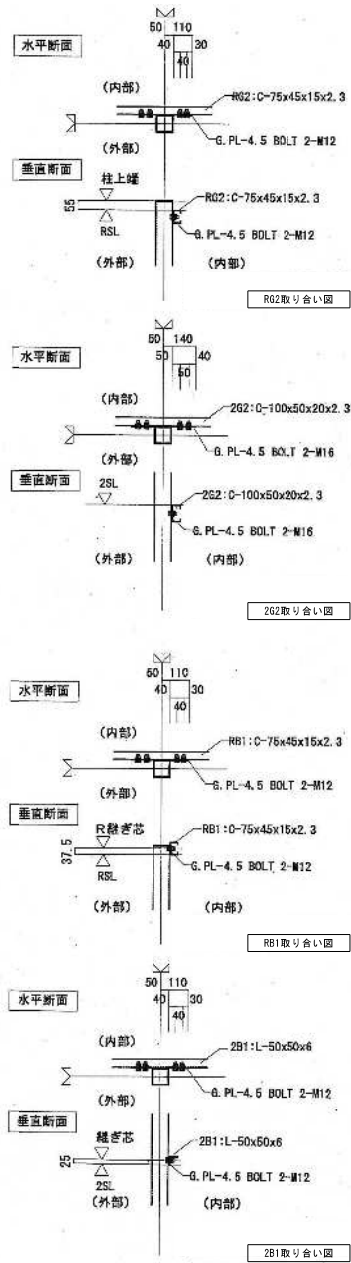 50 110
40 30
40
水平断面
(内部)
RG2:C-75x45x15x2.3
G.PL-4.5 BOLT 2-M12
(外部)
垂直断面
柱上端
RG2:C-75x45x15x2.3
55
RSL
G.PL-4.5 BOLT 2-M12
(外部) (内部)
RG2取り合い図
50 140
50 40
50
水平断面
(内部)
2G2:C-100x50x20x2.3
G.PL-4.5 BOLT 2-M16
(外部)
垂直断面
2SL
2G2:C-100x50x20x2.3
G.PL-4.5 BOLT 2-M16
(外部) (内部)
2G2取り合い図
50 110
40 30
40
水平断面
(内部)
RB1:C-75x45x15x2.3
G.PL-4.5 BOLT 2-M12
(外部)
垂直断面
R継ぎ芯
RB1:C-75x45x15x2.3
37.5
RSL
G.PL-4.5 BOLT 2-M12
(外部) (内部)
RB1取り合い図
50 110
40 30
40
水平断面
(内部)
2B1:L-50x50x6
G.PL-4.5 BOLT 2-M12
(外部)
垂直断面
継ぎ芯
2B1:L-50x50x6
25
2SL
G.PL-4.5 BOLT 2-M12
(外部) (内部)
2B1取り合い図